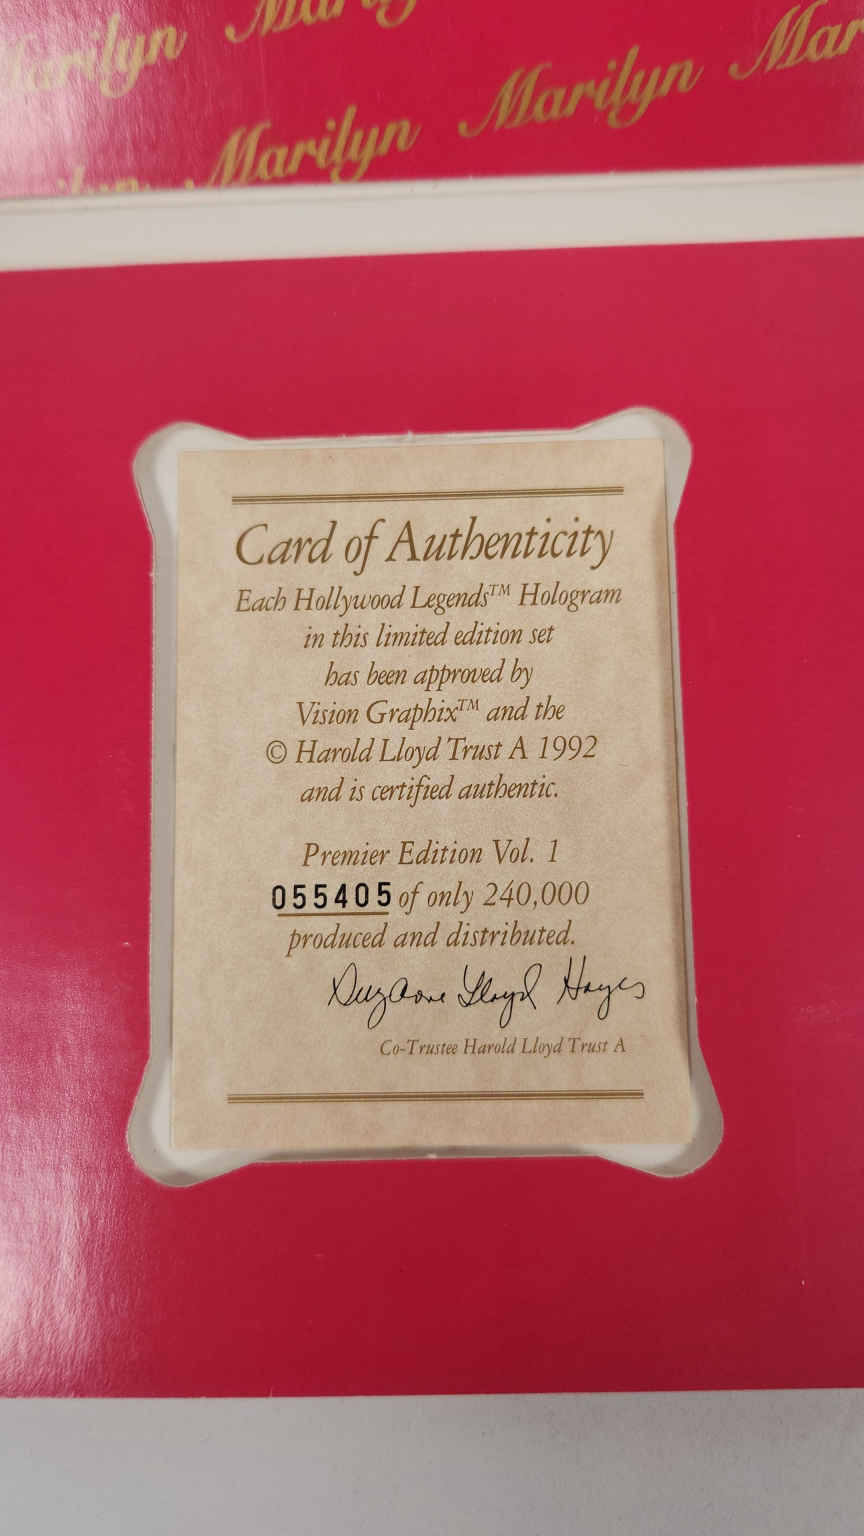 Marilyn Mari
Marilyn Marilyn Mar
Card of Authenticity
Each Hollywood Legends™ Hologram
in this limited edition set
has been approved by
Vision Graphix™ and the
© Harold Lloyd Trust A 1992
and is certified authentic.
Premier Edition Vol. 1
055405 of only 240,000
produced and distributed.
Suzanne Lloyd Hayes
Co-Trustee Harold Lloyd Trust A